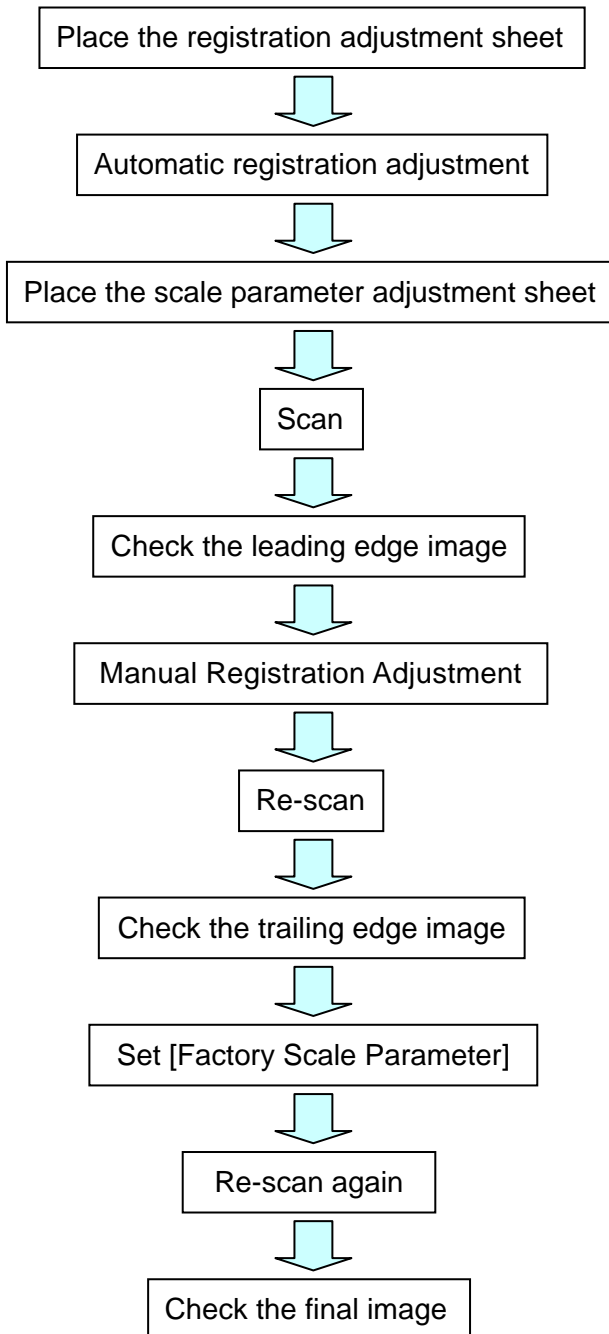 Place the registration adjustment sheet
Automatic registration adjustment
Place the scale parameter adjustment sheet
Scan
Check the leading edge image
Manual Registration Adjustment
Re-scan
Check the trailing edge image
Set [Factory Scale Parameter]
Re-scan again
Check the final image